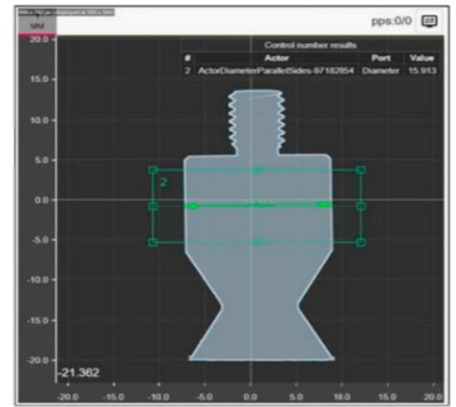 MM
pps:0/0
Control number results
# Actor Port Value
2 ActorDiameterParallelSides-97182854 Diameter 15.913
20.0
15.0
10.0
5.0
2
0.0
-5.0
-10.0
-15.0
-20.0
-21.362
-20.0 -15.0 -10.0 -5.0 0.0 5.0 10.0 15.0 20.0